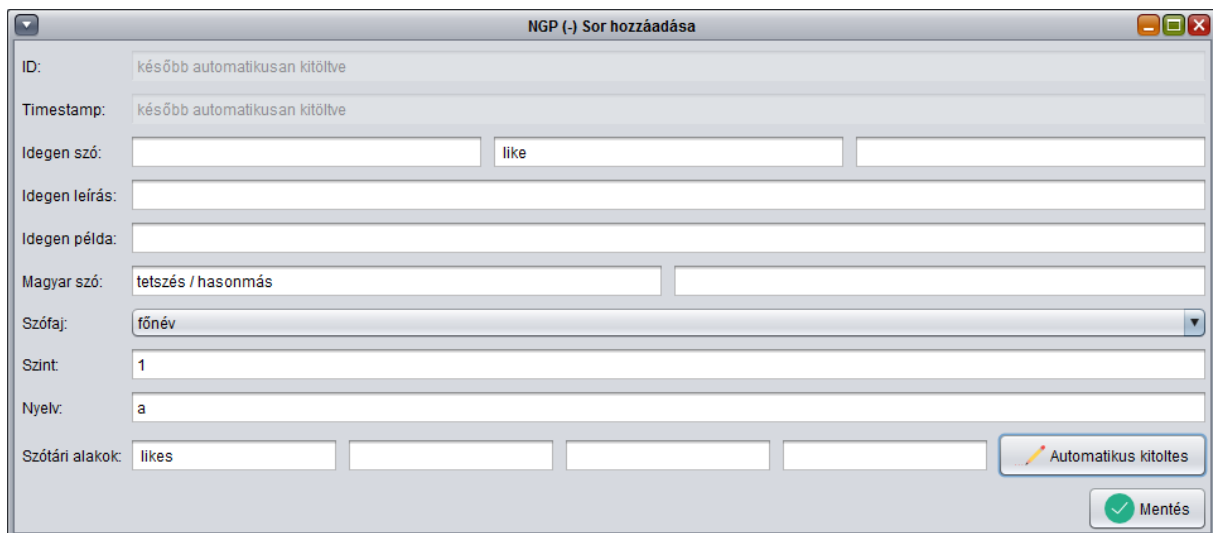 NGP (-) Sor hozzáadása
ID: később automatikusan kitöltve
Timestamp: később automatikusan kitöltve
Idegen szó: like
Idegen leírás:
Idegen példa:
Magyar szó: tetszés / hasonmás
Szófaj: főnév
Szint: 1
Nyelv: a
Szótári alakok: likes Automatikus kitoltes
Mentés